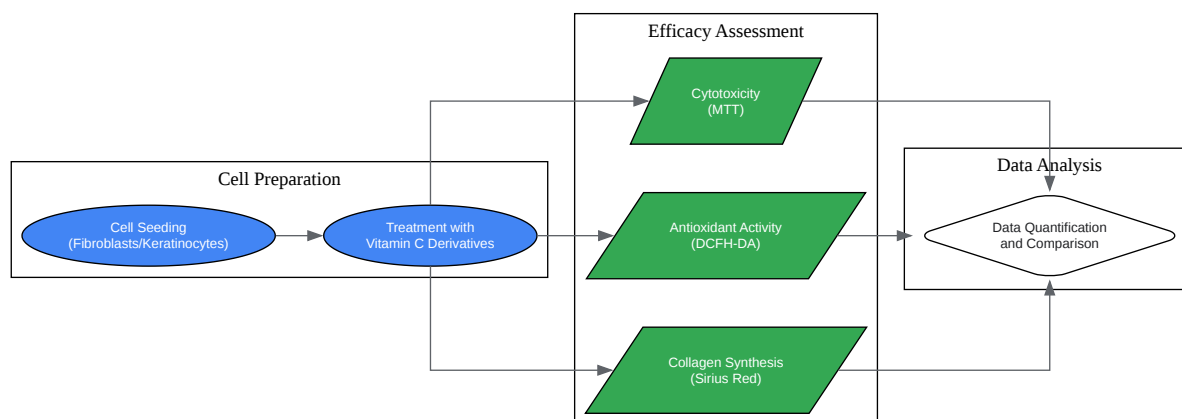 Efficacy Assessment
Cytotoxicity
(MTT)
Cell Preparation
Data Analysis
Cell Seeding
(Fibroblasts/Keratinocytes)
Treatment with
Vitamin C Derivatives
Antioxidant Activity
(DCFH-DA)
Data Quantification
and Comparison
Collagen Synthesis
(Sirius Red)